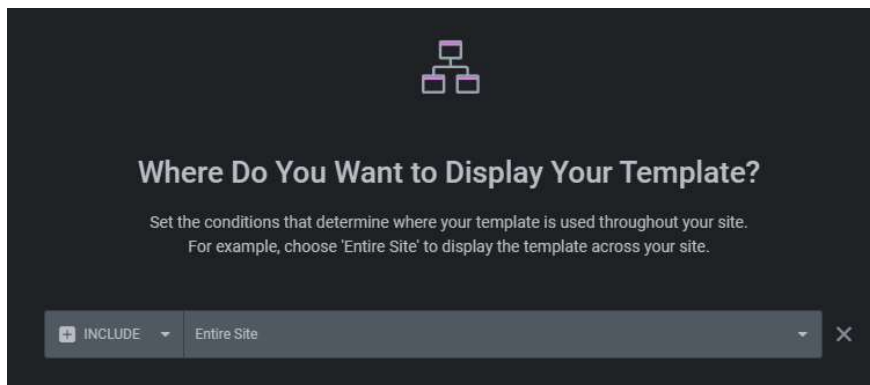 Where Do You Want to Display Your Template?
Set the conditions that determine where your template is used throughout your site.
For example, choose 'Entire Site' to display the template across your site.
INCLUDE Entire Site